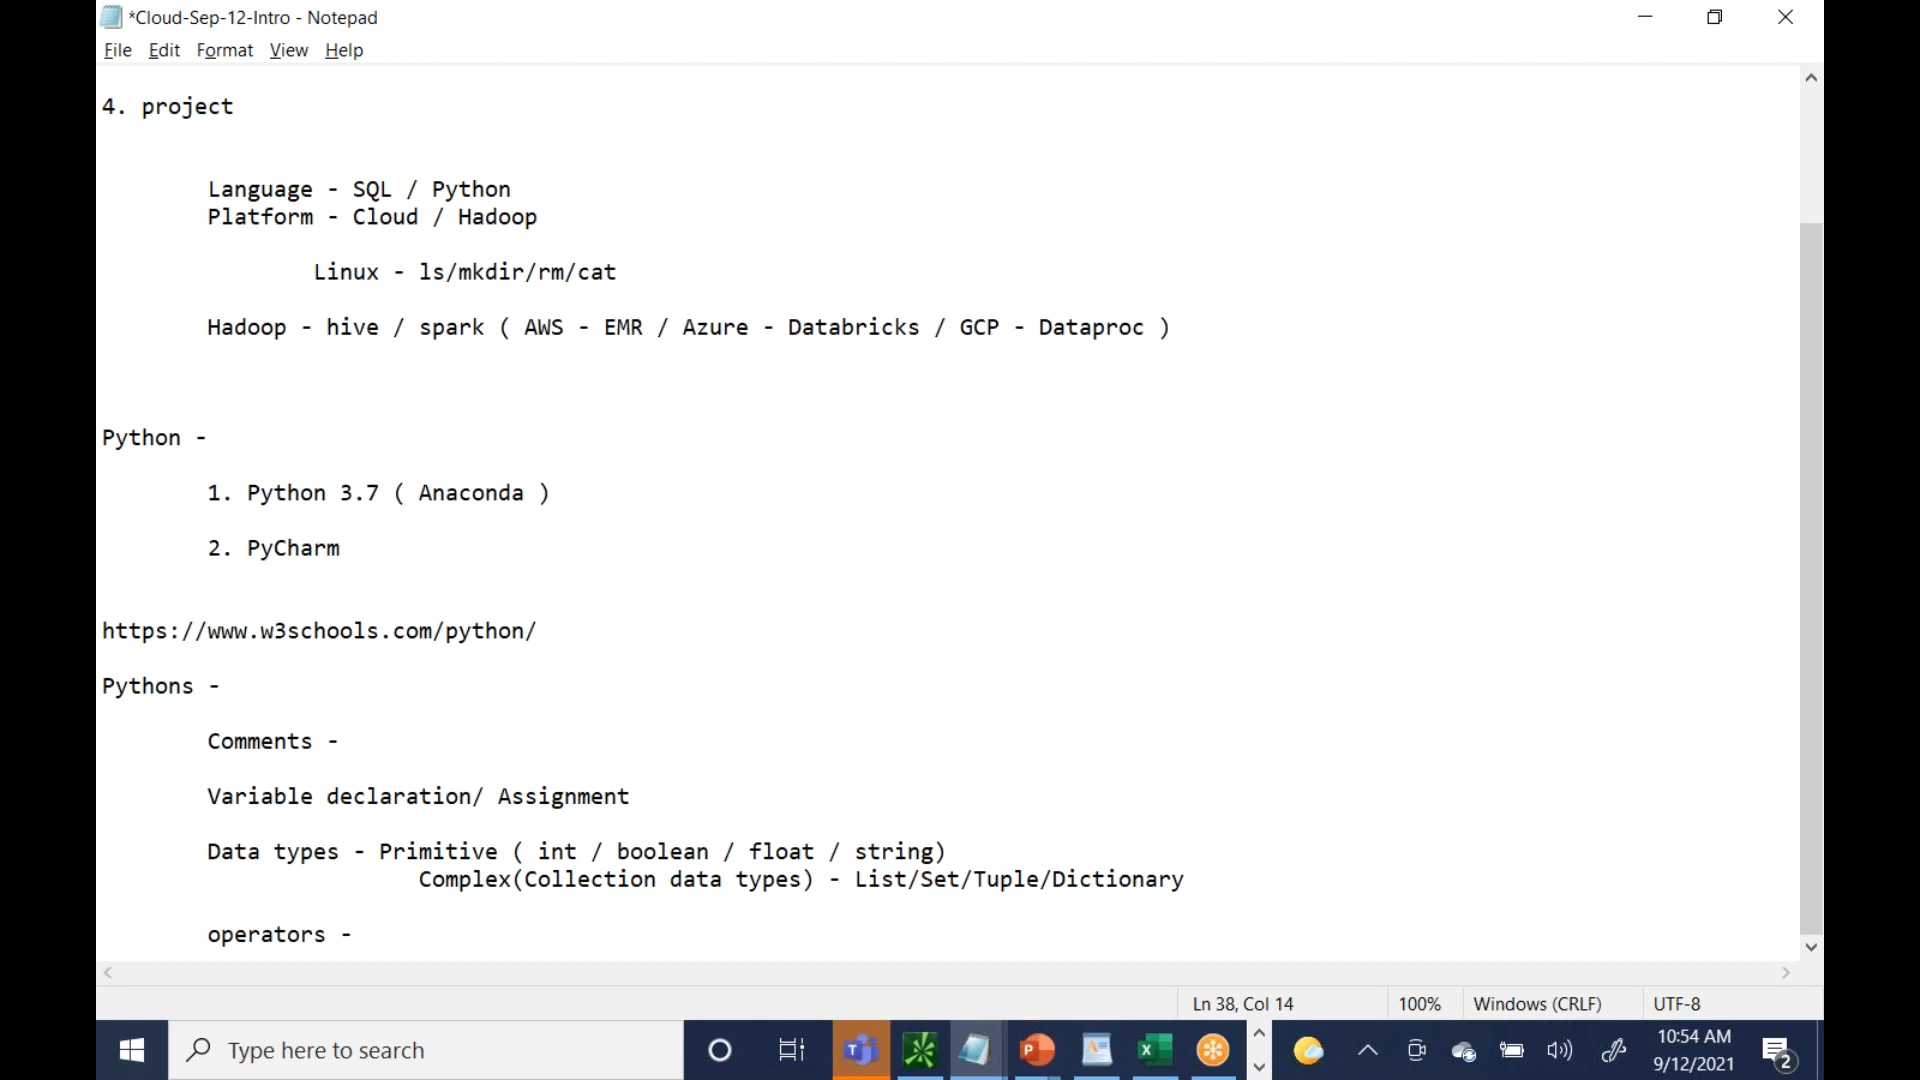 *Cloud-Sep-12-Intro - Notepad
File Edit Format View Help
4. project
Language - SQL / Python
Platform - Cloud / Hadoop
Linux - ls/mkdir/rm/cat
Hadoop - hive / spark ( AWS - EMR / Azure - Databricks / GCP - Dataproc )
Python -
1. Python 3.7 ( Anaconda )
2. PyCharm
https://www.w3schools.com/python/
Pythons -
Comments -
Variable declaration/ Assignment
Data types - Primitive ( int / boolean / float / string)
Complex(Collection data types) - List/Set/Tuple/Dictionary
operators -
Ln 38, Col 14 100% Windows (CRLF) UTF-8
Type here to search
10:54 AM
9/12/2021
2